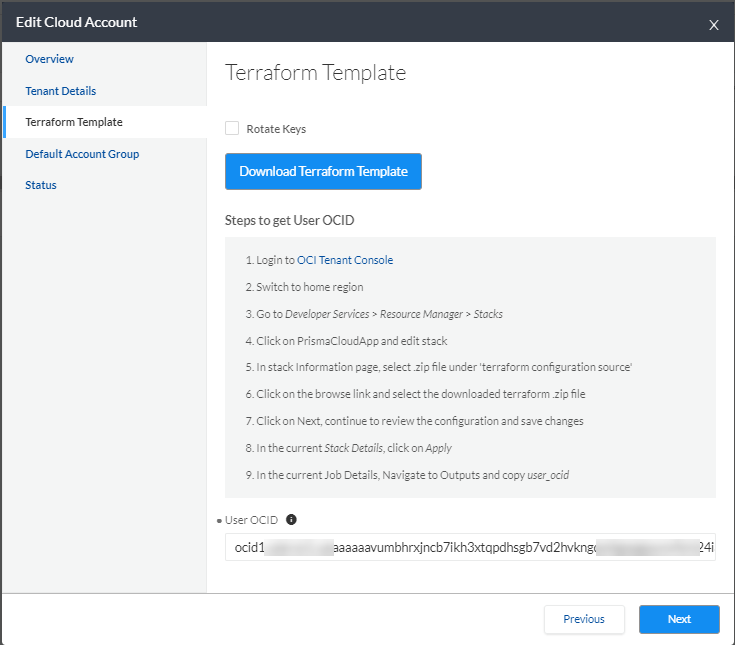 Edit Cloud Account
X
Overview
Tenant Details
Terraform Template
Default Account Group
Status
Terraform Template
Rotate Keys
Download Terraform Template
Steps to get User OCID
1. Login to OCI Tenant Console
2. Switch to home region
3. Go to Developer Services > Resource Manager > Stacks
4. Click on PrismaCloudApp and edit stack
5. In stack Information page, select .zip file under 'terraform configuration source'
6. Click on the browse link and select the downloaded terraform .zip file
7. Click on Next, continue to review the configuration and save changes
8. In the current Stack Details, click on Apply
9. In the current Job Details, Navigate to Outputs and copy user_ocid
User OCID
ocid1
Previous
Next